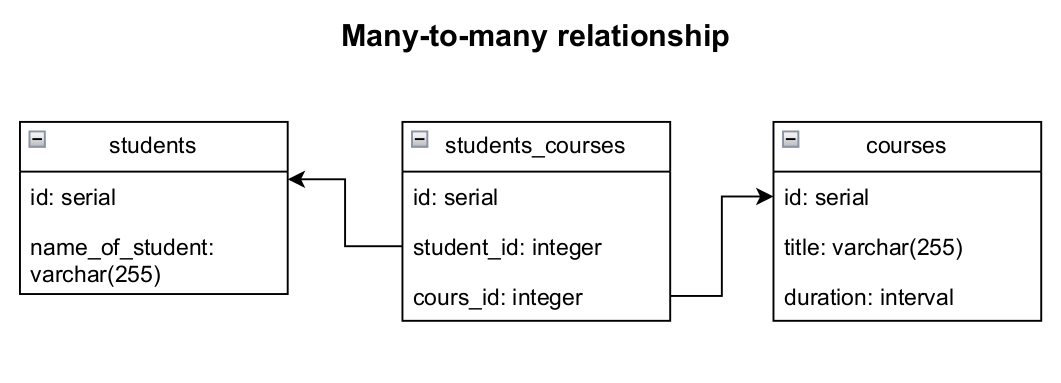 Many-to-many relationship
students
id: serial
name_of_student:
varchar(255)
students_courses
id: serial
student_id: integer
cours_id: integer
courses
id: serial
title: varchar(255)
duration: interval